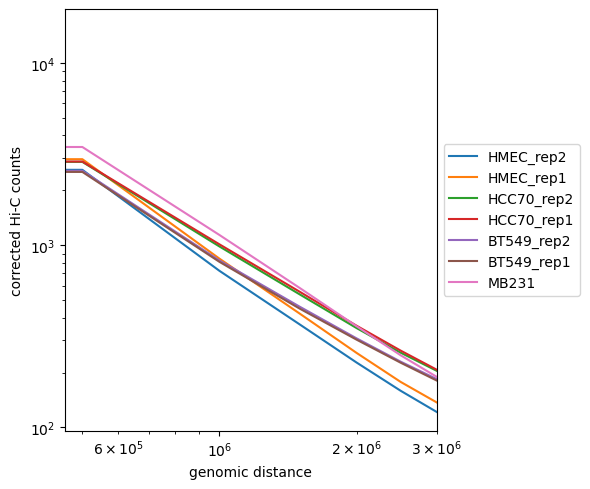 corrected Hi-C counts
10⁴
10³
10²
6 × 10⁵
10⁶
2 × 10⁶
3 × 10⁶
genomic distance
HMEC_rep2
HMEC_rep1
HCC70_rep2
HCC70_rep1
BT549_rep2
BT549_rep1
MB231